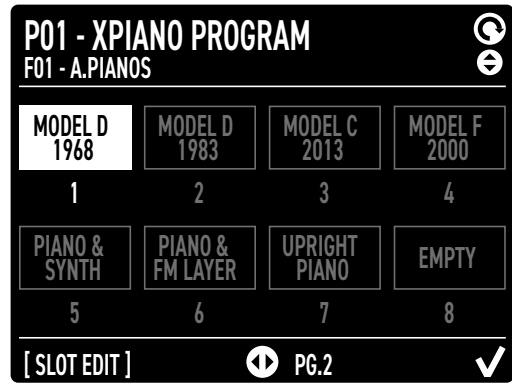 P01 - XPIANO PROGRAM
F01 - A.PIANOS
MODEL D
1968
MODEL D
1983
MODEL C
2013
MODEL F
2000
1
2
3
4
PIANO &
SYNTH
PIANO &
FM LAYER
UPRIGHT
PIANO
EMPTY
5
6
7
8
[ SLOT EDIT ]
PG.2